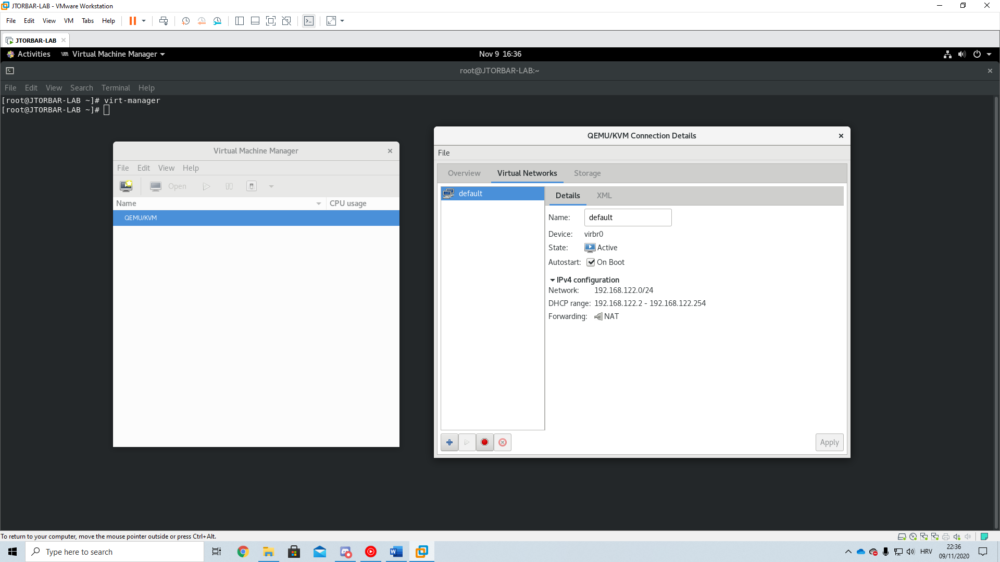 JTORBAR-LAB - VMware Workstation
File Edit View VM Tabs Help
JTORBAR-LAB
Activities Virtual Machine Manager Nov 9 16:36
root@JTORBAR-LAB:~
File Edit View Search Terminal Help
[root@JTORBAR-LAB ~]# virt-manager
[root@JTORBAR-LAB ~]#
Virtual Machine Manager
File Edit View Help
Open
Name CPU usage
QEMU/KVM
QEMU/KVM Connection Details
File
Overview Virtual Networks Storage
default
Details XML
Name: default
Device: virbr0
State: Active
Autostart: On Boot
IPv4 configuration
Network: 192.168.122.0/24
DHCP range: 192.168.122.2 - 192.168.122.254
Forwarding: NAT
Apply
To return to your computer, move the mouse pointer outside or press Ctrl+Alt.
Type here to search
HRV
22:36
09/11/2020